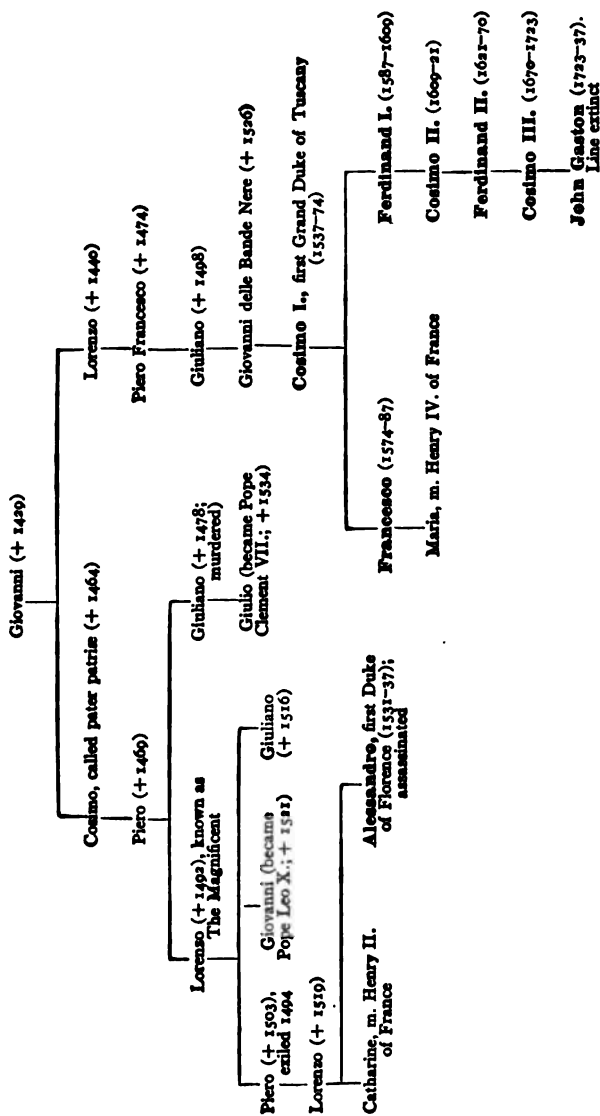 Giovanni (+ 1429)
Cosimo, called pater patriæ (+ 1464)
Lorenzo (+ 1440)
Piero (+ 1469)
Piero Francesco (+ 1474)
Lorenzo (+ 1492), known as
The Magnificent
Giuliano (+ 1478;
murdered)
Giuliano (+ 1498)
Piero (+ 1503),
exiled 1494
Giovanni (became
Pope Leo X.; + 1521)
Giuliano
(+ 1516)
Giulio (became Pope
Clement VII.; + 1534)
Giovanni delle Bande Nere (+ 1526)
Lorenzo (+ 1519)
Cosimo I., first Grand Duke of Tuscany
(1537–74)
Catharine, m. Henry II.
of France
Alessandro, first Duke
of Florence (1531–37);
assassinated
Francesco (1574–87)
Ferdinand I. (1587–1609)
Maria, m. Henry IV. of France
Cosimo II. (1609–21)
Ferdinand II. (1621–70)
Cosimo III. (1670–1723)
John Gaston (1723–37).
Line extinct